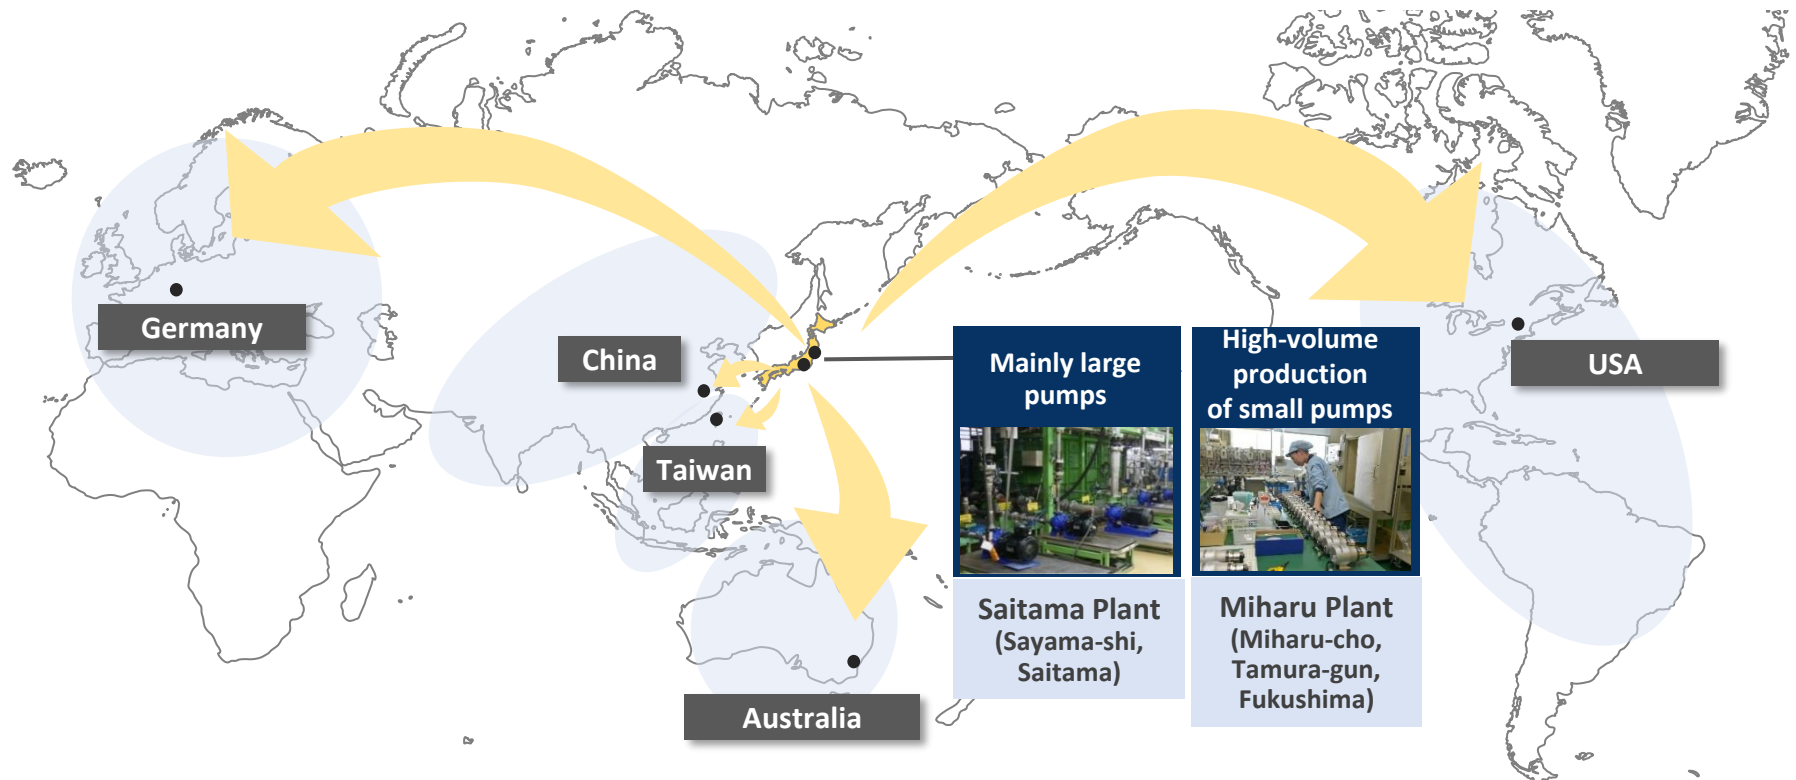 Germany
China
Taiwan
Australia
USA
Mainly large
pumps
Saitama Plant
(Sayama-shi,
Saitama)
High-volume
production
of small pumps
Miharu Plant
(Miharu-cho,
Tamura-gun,
Fukushima)